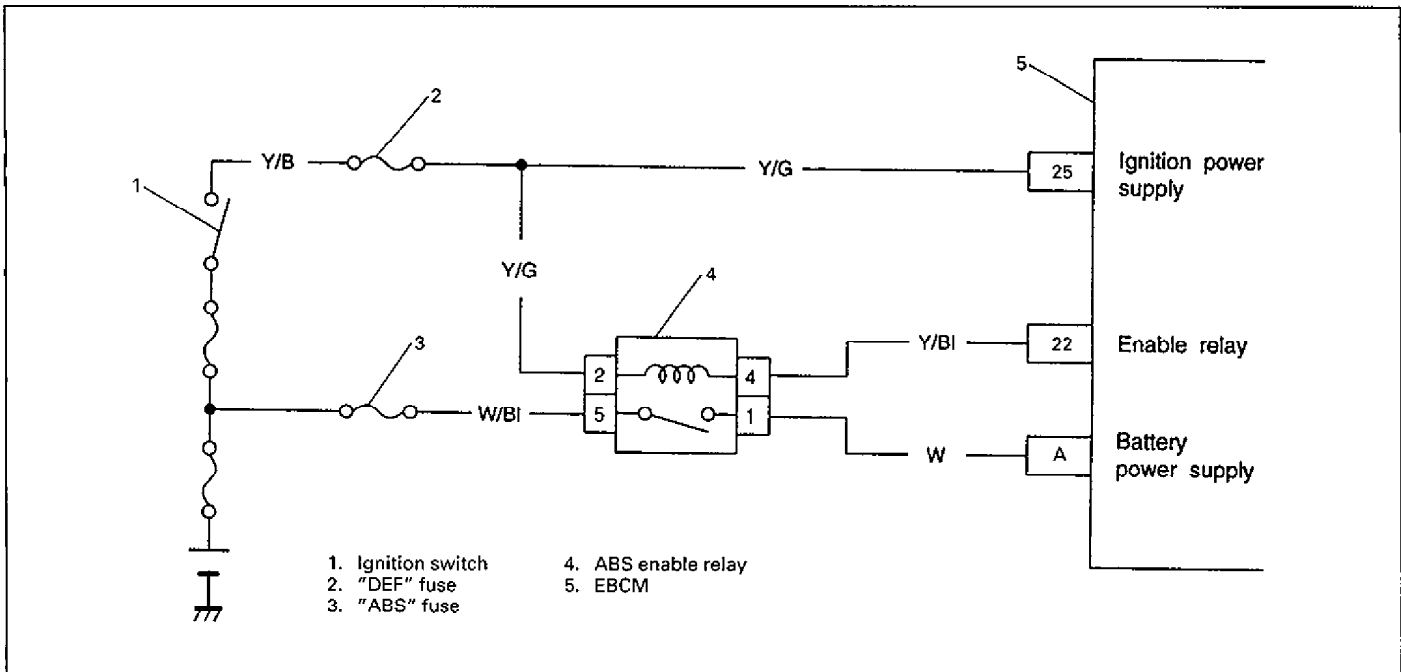 5
2
Y/B
Y/G
25
Ignition power
supply
1
Y/G
4
3
Y/Bl
22
Enable relay
2
4
W/Bl
5
1
W
A
Battery
power supply
1. Ignition switch
2. "DEF" fuse
3. "ABS" fuse
4. ABS enable relay
5. EBCM